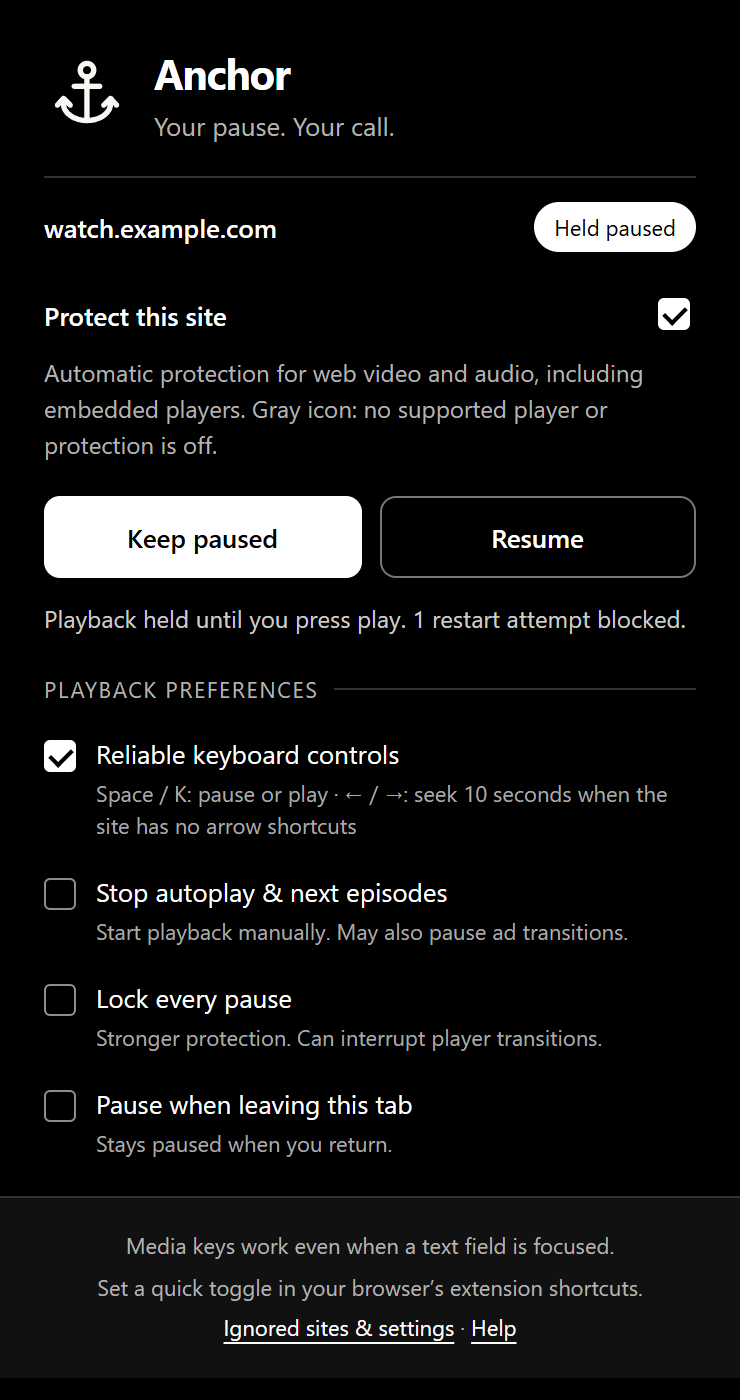 Anchor
Your pause. Your call.
watch.example.com
Held paused
Protect this site
Automatic protection for web video and audio, including
embedded players. Gray icon: no supported player or
protection is off.
Keep paused
Resume
Playback held until you press play. 1 restart attempt blocked.
PLAYBACK PREFERENCES
Reliable keyboard controls
Space / K: pause or play · ← / →: seek 10 seconds when the
site has no arrow shortcuts
Stop autoplay & next episodes
Start playback manually. May also pause ad transitions.
Lock every pause
Stronger protection. Can interrupt player transitions.
Pause when leaving this tab
Stays paused when you return.
Media keys work even when a text field is focused.
Set a quick toggle in your browser’s extension shortcuts.
Ignored sites & settings · Help